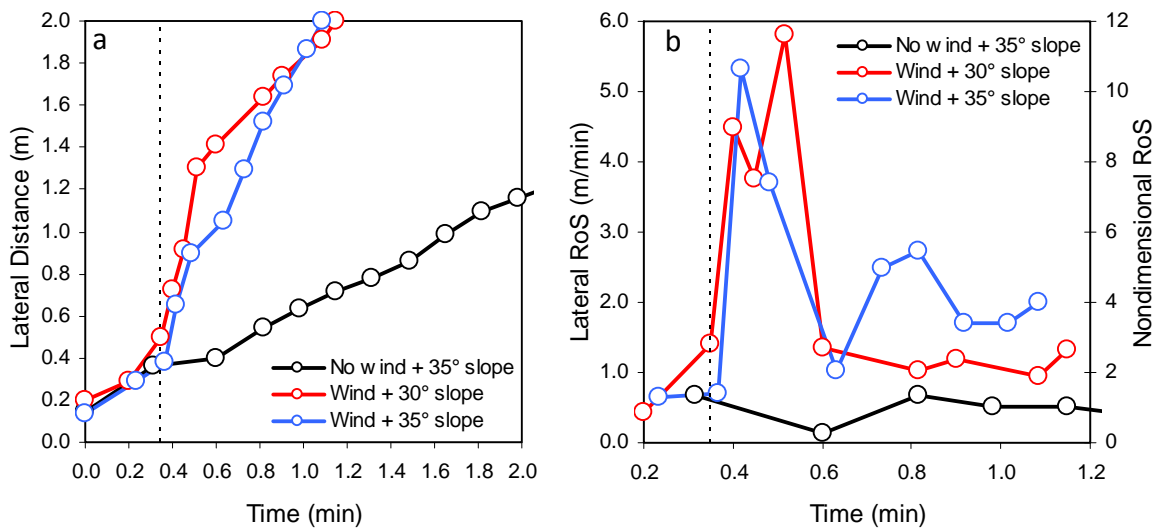 a
2.0
1.8
1.6
1.4
1.2
1.0
0.8
0.6
0.4
0.2
0.0
Lateral Distance (m)
No wind + 35° slope
Wind + 30° slope
Wind + 35° slope
0.0 0.2 0.4 0.6 0.8 1.0 1.2 1.4 1.6 1.8 2.0
Time (min)
b
6.0
5.0
4.0
3.0
2.0
1.0
0.0
Lateral RoS (m/min)
No wind + 35° slope
Wind + 30° slope
Wind + 35° slope
12
10
8
6
4
2
0
Nondimensional RoS
0.2 0.4 0.6 0.8 1.0 1.2
Time (min)